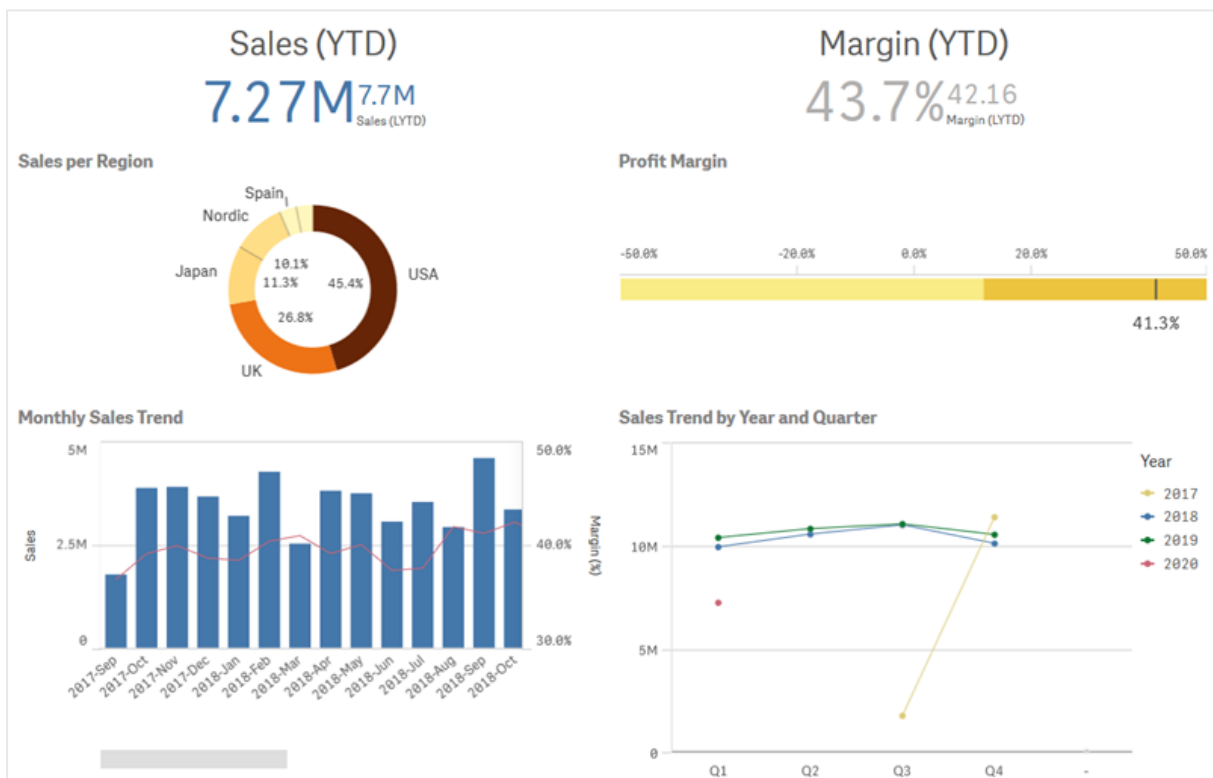 Sales (YTD)
7.27M 7.7M
Sales (LYTD)
Margin (YTD)
43.7% 42.16
Margin (LYTD)
Sales per Region
Spain
Nordic
Japan
USA
UK
10.1%
11.3%
45.4%
26.8%
Profit Margin
-50.0% -20.0% 0.0% 20.0% 50.0%
41.3%
Monthly Sales Trend
5M
2.5M
0
Sales
50.0%
40.0%
30.0%
Margin (%)
2017-Sep 2017-Oct 2017-Nov 2017-Dec 2018-Jan 2018-Feb 2018-Mar 2018-Apr 2018-May 2018-Jun 2018-Jul 2018-Aug 2018-Sep 2018-Oct
Sales Trend by Year and Quarter
15M
10M
5M
0
Q1 Q2 Q3 Q4 -
Year
2017
2018
2019
2020